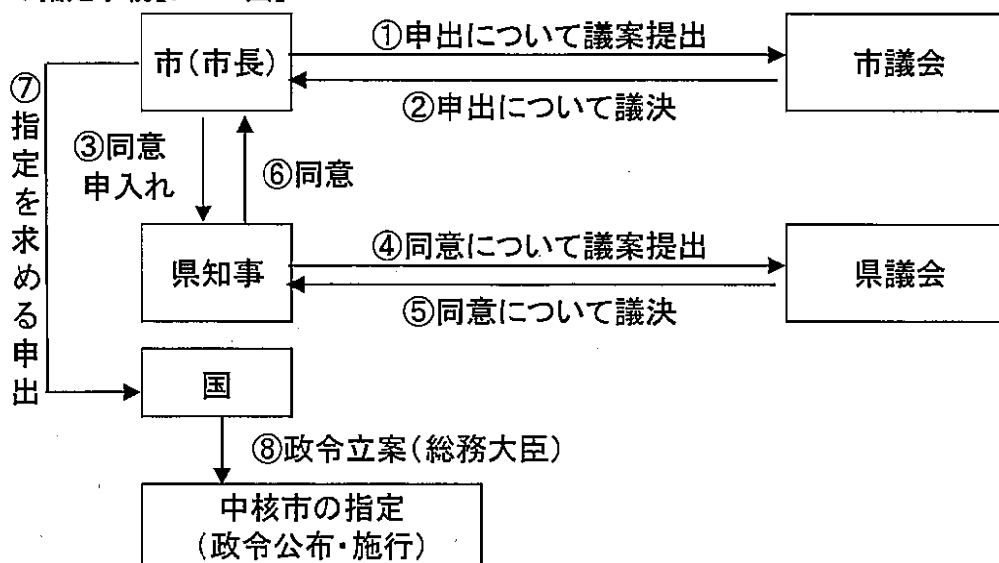 市(市長)
①申出について議案提出
市議会
②申出について議決
③同意
申入れ
⑥同意
⑦指定を求める申出
県知事
④同意について議案提出
県議会
⑤同意について議決
国
⑧政令立案(総務大臣)
中核市の指定
(政令公布・施行)